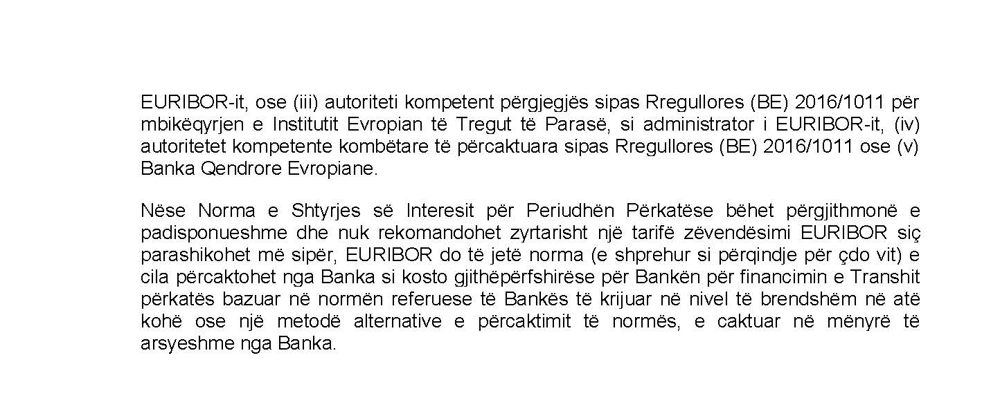 EURIBOR-it, ose (iii) autoriteti kompetent përgjegjës sipas Rregullores (BE) 2016/1011 për
mbikëqyrjen e Institutit Evropian të Tregut të Parasë, si administrator i EURIBOR-it, (iv)
autoritetet kompetente kombëtare të përcaktuara sipas Rregullores (BE) 2016/1011 ose (v)
Banka Qendrore Evropiane.
Nëse Norma e Shtyrjes së Interesit për Periudhën Përkatëse bëhet përgjithmonë e
padisponueshme dhe nuk rekomandohet zyrtarisht një tarifë zëvendësimi EURIBOR siç
parashikohet më sipër, EURIBOR do të jetë norma (e shprehur si përqindje për çdo vit) e
cila përcaktohet nga Banka si kosto gjithëpërfshirëse për Bankën për financimin e Transhit
përkatës bazuar në normën referuese të Bankës të krijuar në nivel të brendshëm në atë
kohë ose një metodë alternative e përcaktimit të normës, e caktuar në mënyrë të
arsyeshme nga Banka.